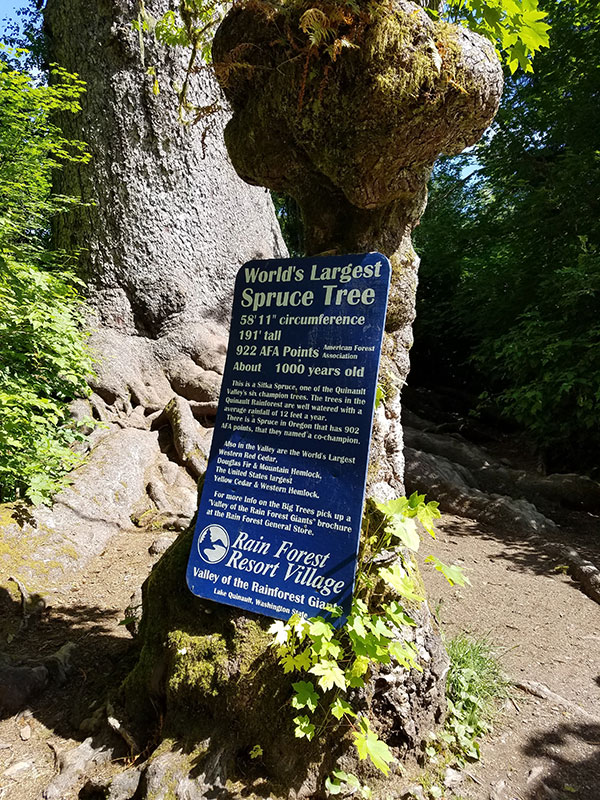 World's Largest
Spruce Tree
58'11" circumference
191' tall
922 AFA Points American Forest Association
About 1000 years old
This is a Sitka Spruce, one of the Quinault
Valley's six champion trees. The trees in the
Quinault Rainforest are well watered with a
average rainfall of 12 feet a year.
There is a Spruce in Oregon that has 902
AFA points, that they named a co-champion.
Also in the Valley are the World's Largest
Western Red Cedar,
Douglas Fir & Mountain Hemlock,
The United States largest
Yellow Cedar & Western Hemlock.
For more Info on the Big Trees pick up a
"Valley of the Rain Forest Giants" brochure
at the Rain Forest General Store.
Rain Forest
Resort Village
Valley of the Rainforest Giants
Lake Quinault, Washington State